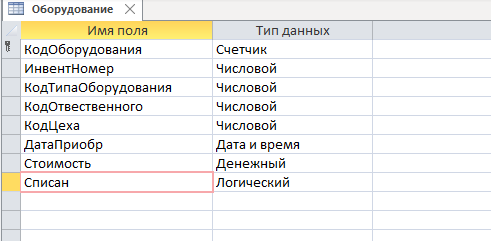 Оборудование
Имя поля Тип данных
КодОборудования Счетчик
ИнвентНомер Числовой
КодТипаОборудования Числовой
КодОтвественного Числовой
КодЦеха Числовой
ДатаПриобр Дата и время
Стоимость Денежный
Списан Логический